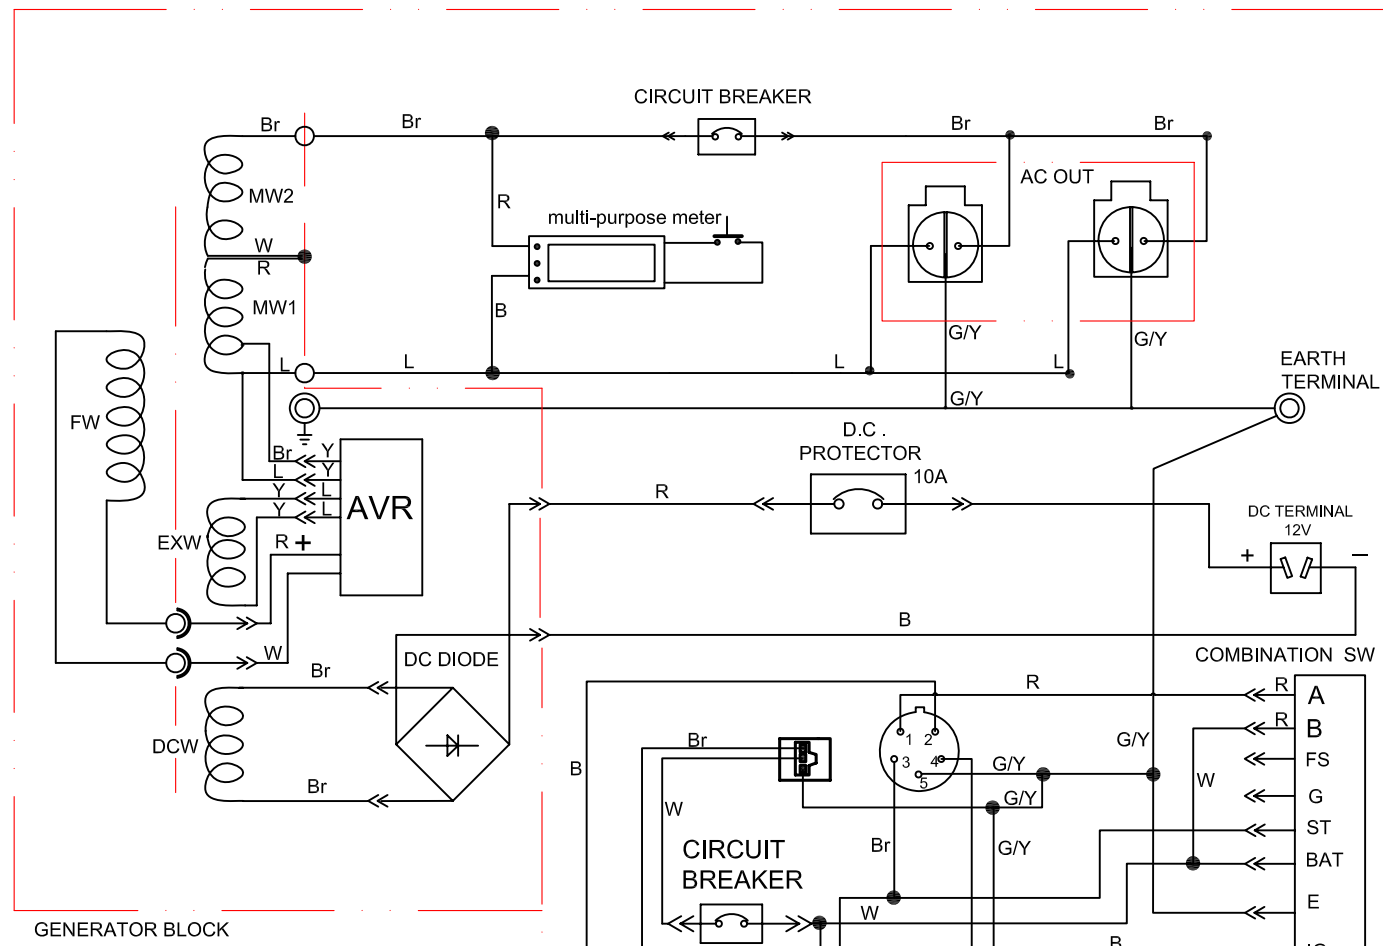 CIRCUIT BREAKER
Br
Br
Br
Br
AC OUT
MW2
R
multi-purpose meter
W
R
MW1
B
G/Y
G/Y
L
L
L
L
EARTH
TERMINAL
G/Y
FW
D.C .
PROTECTOR
10A
Br
Y
L
Y
Y
L
Y
L
AVR
R
DC TERMINAL
12V
EXW
R +
+
−
B
W
DC DIODE
COMBINATION SW
Br
R
R
A
R
B
DCW
Br
1
2
G/Y
3
4
G/Y
FS
B
5
W
Br
W
G/Y
G
ST
CIRCUIT
BREAKER
Br
G/Y
BAT
W
E
GENERATOR BLOCK
B